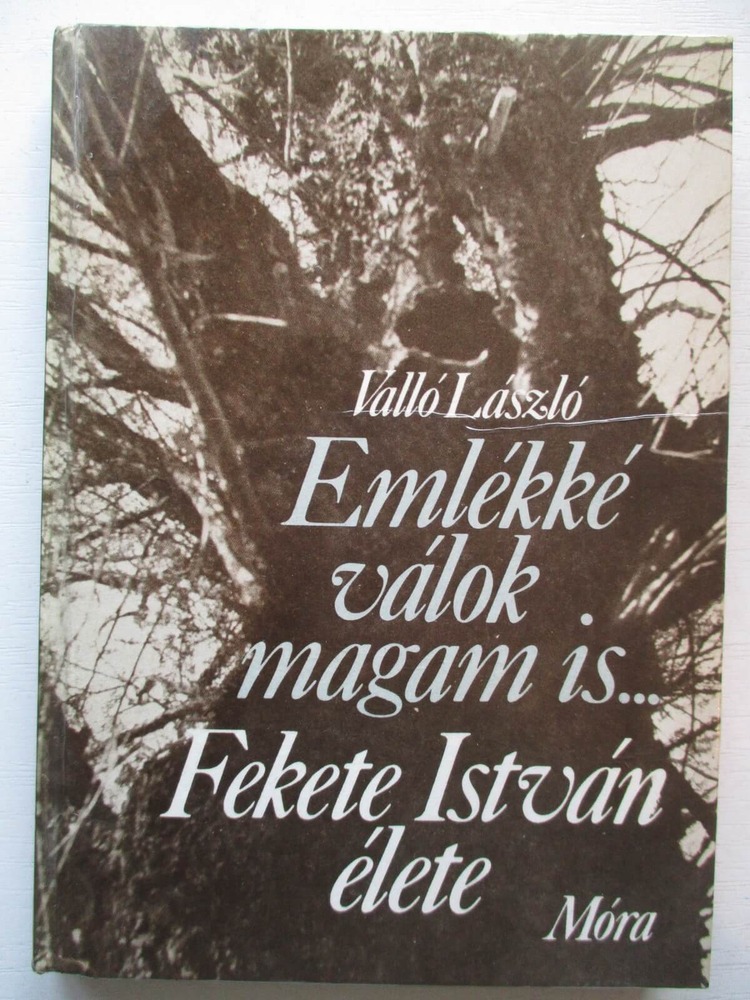 Valló László
Emlékké
válok
magam is...
Fekete István
élete
Móra